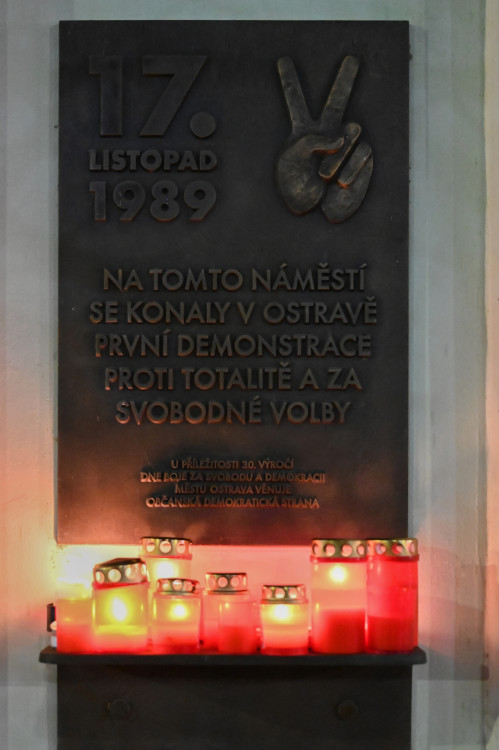 17.
LISTOPAD
1989
NA TOMTO NÁMĚSTÍ
SE KONALY V OSTRAVĚ
PRVNÍ DEMONSTRACE
PROTI TOTALITĚ A ZA
SVOBODNÉ VOLBY
U PŘÍLEŽITOSTI 30. VÝROČÍ
DNE BOJE ZA SVOBODU A DEMOKRACII
MĚSTU OSTRAVA VĚNUJE
OBČANSKÁ DEMOKRATICKÁ STRANA